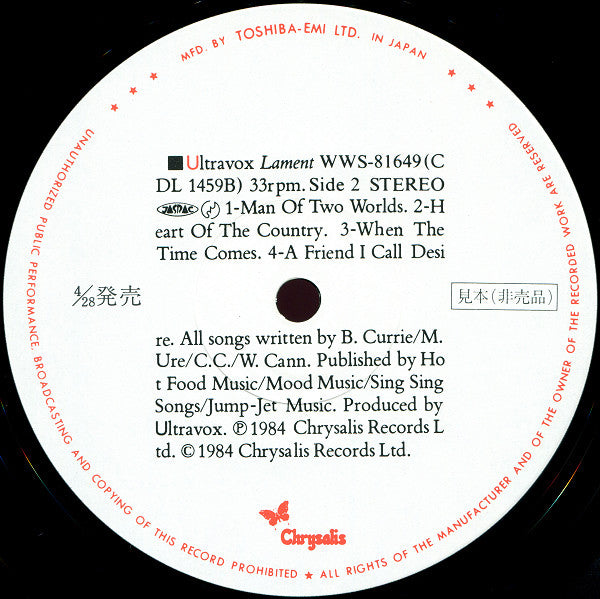 MFD. BY TOSHIBA-EMI LTD. IN JAPAN
■Ultravox Lament WWS-81649(C
DL 1459B) 33rpm. Side 2 STEREO
JASRAC 1-Man Of Two Worlds. 2-H
eart Of The Country. 3-When The
Time Comes. 4-A Friend I Call Desi
4/28発売
見本(非売品)
re. All songs written by B. Currie/M.
Ure/C.C./W. Cann. Published by Ho
t Food Music/Mood Music/Sing Sing
Songs/Jump-Jet Music. Produced by
Ultravox. ℗1984 Chrysalis Records L
td. ©1984 Chrysalis Records Ltd.
Chrysalis
UNAUTHORIZED PUBLIC PERFORMANCE, BROADCASTING AND COPYING OF THIS RECORD PROHIBITED ★ ALL RIGHTS OF THE MANUFACTURER AND OF THE OWNER OF THE RECORDED WORK ARE RESERVED